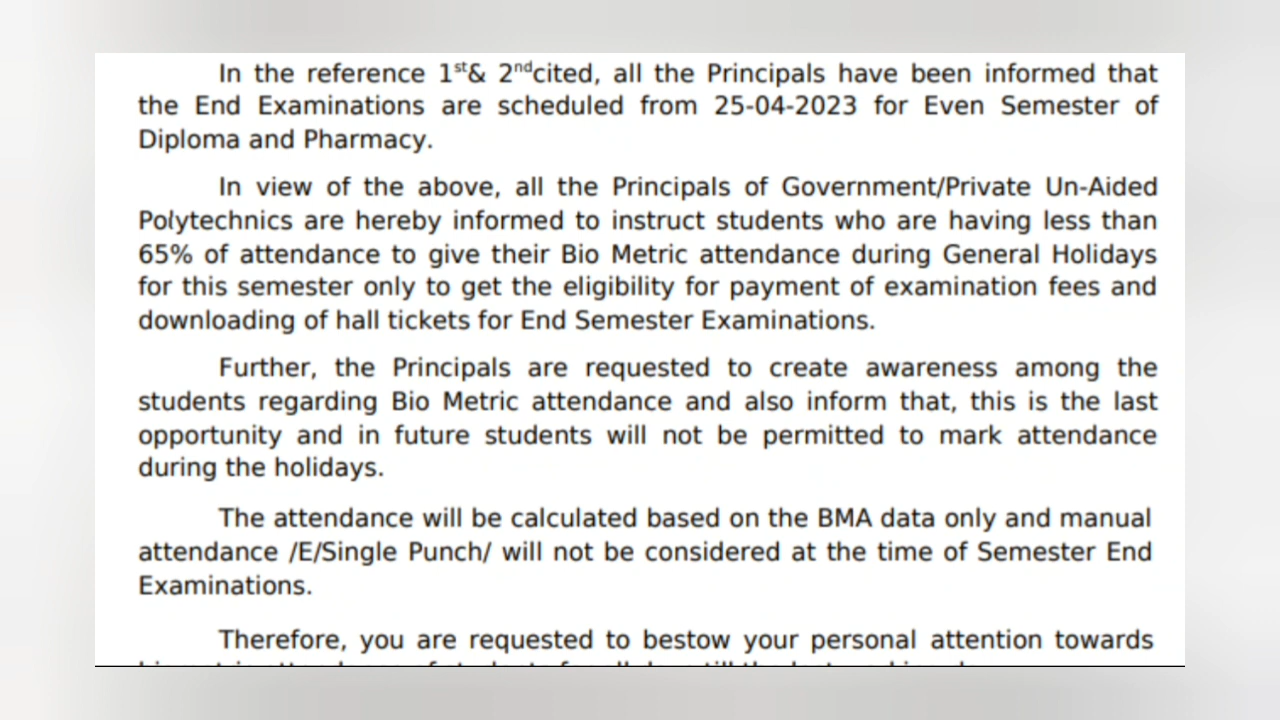 In the reference 1st& 2ndcited, all the Principals have been informed that
the End Examinations are scheduled from 25-04-2023 for Even Semester of
Diploma and Pharmacy.
In view of the above, all the Principals of Government/Private Un-Aided
Polytechnics are hereby informed to instruct students who are having less than
65% of attendance to give their Bio Metric attendance during General Holidays
for this semester only to get the eligibility for payment of examination fees and
downloading of hall tickets for End Semester Examinations.
Further, the Principals are requested to create awareness among the
students regarding Bio Metric attendance and also inform that, this is the last
opportunity and in future students will not be permitted to mark attendance
during the holidays.
The attendance will be calculated based on the BMA data only and manual
attendance /E/Single Punch/ will not be considered at the time of Semester End
Examinations.
Therefore, you are requested to bestow your personal attention towards